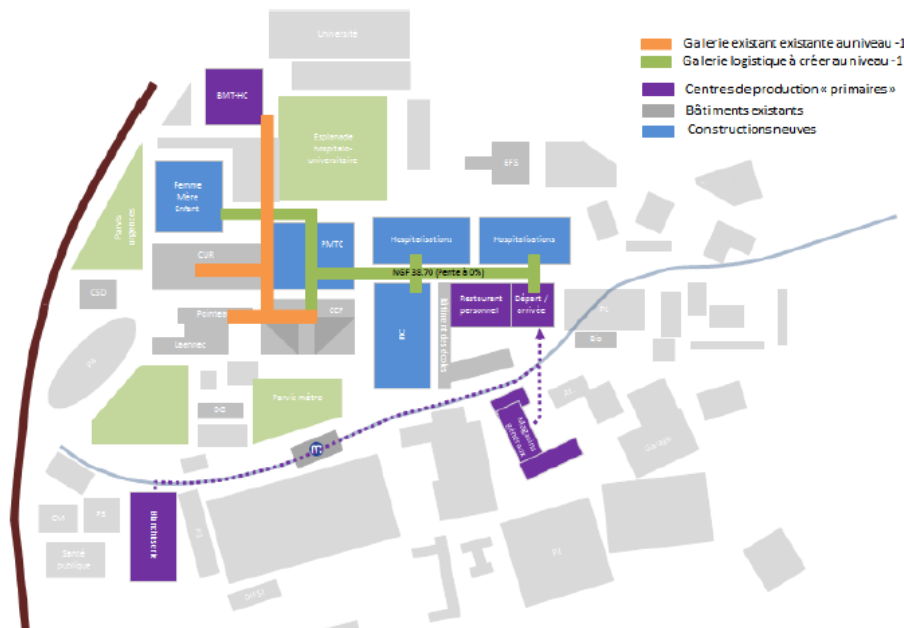 Université
Galerie existant existante au niveau -1
Galerie logistique à créer au niveau -1
Centres de production « primaires »
Bâtiments existants
Constructions neuves
BMT-HC
Esplanade
hospitalo-
universitaire
EFS
Femme
Mère
Enfant
Parvis
urgences
CUR
PMTC
Hospitalisations
Hospitalisations
NGF 38.70 (Pente à 0%)
CSD
Restaurant
personnel
Départ /
arrivée
Pointeau
CCF
Laennec
Bâtiment des écoles
Bio
Parvis métro
Magasins
généraux
Garage
m
Blanchisserie
Santé
publique